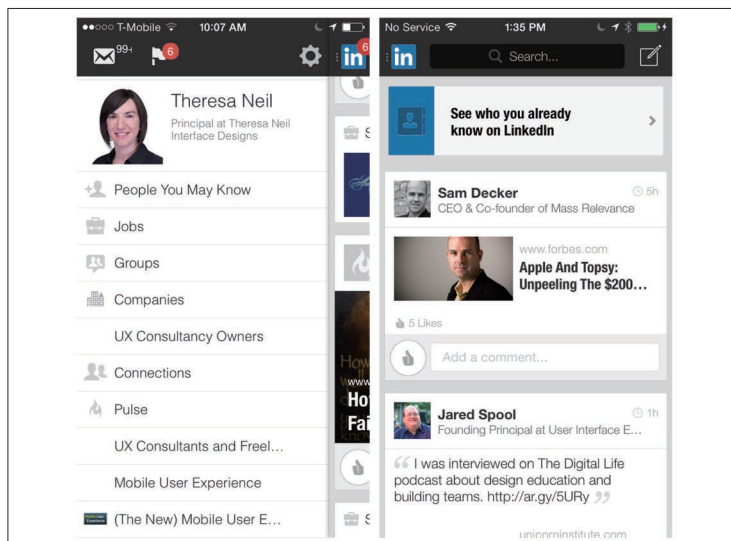 T-Mobile
10:07 AM
99+
6
Theresa Neil
Principal at Theresa Neil
Interface Designs
People You May Know
Jobs
Groups
Companies
UX Consultancy Owners
Connections
Pulse
UX Consultants and Freel...
Mobile User Experience
(The New) Mobile User E...
in
6
S
How
www
Ho
Fai
S
No Service
1:35 PM
in
Search...
See who you already
know on LinkedIn
Sam Decker
5h
CEO & Co-founder of Mass Relevance
www.forbes.com
Apple And Topsy:
Unpeeling The $200...
5 Likes
Add a comment...
Jared Spool
1h
Founding Principal at User Interface E...
“ I was interviewed on The Digital Life
podcast about design education and
building teams. http://ar.gy/5URy ”
unicorninstitute.com